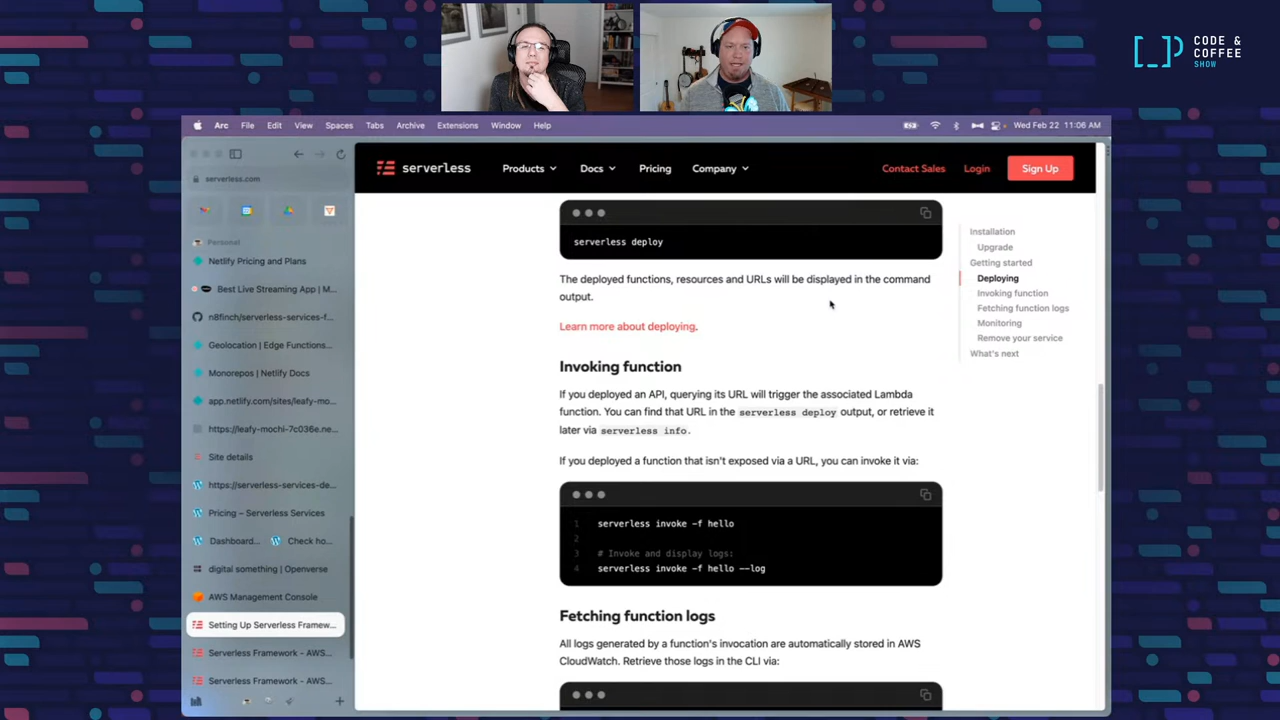 CODE &
COFFEE
SHOW
Arc File Edit View Spaces Tabs Archive Extensions Window Help
Wed Feb 22 11:06 AM
serverless.com
Personal
Netlify Pricing and Plans
Best Live Streaming App | M...
n8finch/serverless-services-f...
Geolocation | Edge Functions...
Monorepos | Netlify Docs
app.netlify.com/sites/leafy-mo...
https://leafy-mochi-7c036e.ne...
Site details
https://serverless-services-de...
Pricing – Serverless Services
Dashboard... Check ho...
digital something | Openverse
AWS Management Console
Setting Up Serverless Framew...
Serverless Framework - AWS...
Serverless Framework - AWS...
serverless Products Docs Pricing Company Contact Sales Login Sign Up
serverless deploy
The deployed functions, resources and URLs will be displayed in the command
output.
Learn more about deploying.
Invoking function
If you deployed an API, querying its URL will trigger the associated Lambda
function. You can find that URL in the serverless deploy output, or retrieve it
later via serverless info.
If you deployed a function that isn't exposed via a URL, you can invoke it via:
1 serverless invoke -f hello
2
3 # Invoke and display logs:
4 serverless invoke -f hello --log
Fetching function logs
All logs generated by a function's invocation are automatically stored in AWS
CloudWatch. Retrieve those logs in the CLI via:
Installation
Upgrade
Getting started
Deploying
Invoking function
Fetching function logs
Monitoring
Remove your service
What's next